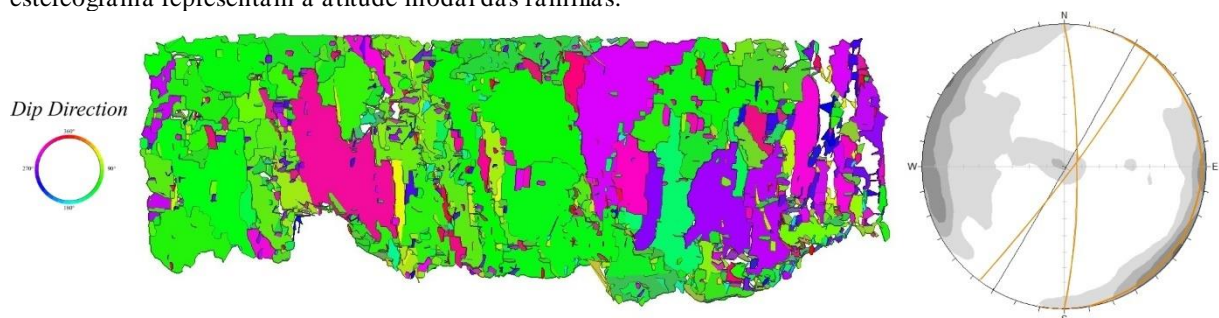 estereograma representam a atitude modal das famílias.
Dip Direction
360°
270°
90°
180°
N
W
E
S